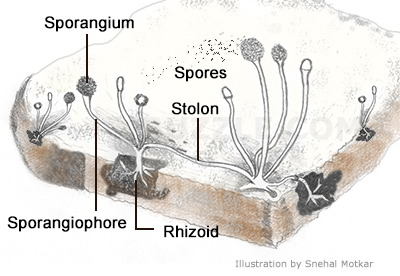 Sporangium
Spores
Stolon
Sporangiophore
Rhizoid
Illustration by Snehal Motkar